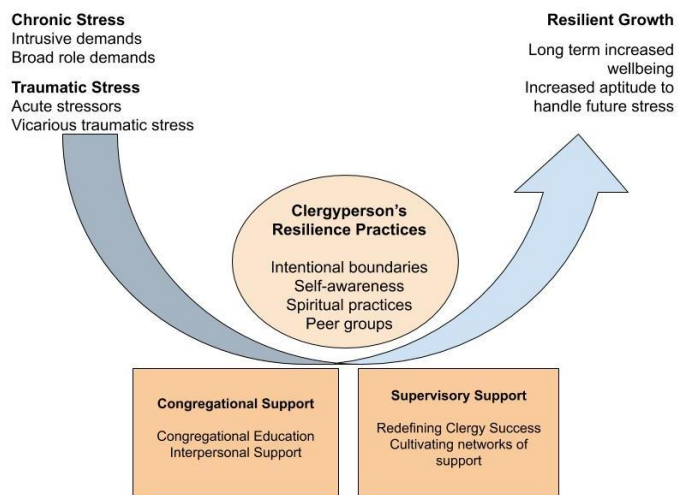 Chronic Stress
Intrusive demands
Broad role demands
Traumatic Stress
Acute stressors
Vicarious traumatic stress
Resilient Growth
Long term increased
wellbeing
Increased aptitude to
handle future stress
Clergyperson's
Resilience Practices
Intentional boundaries
Self-awareness
Spiritual practices
Peer groups
Congregational Support
Congregational Education
Interpersonal Support
Supervisory Support
Redefining Clergy Success
Cultivating networks of
support